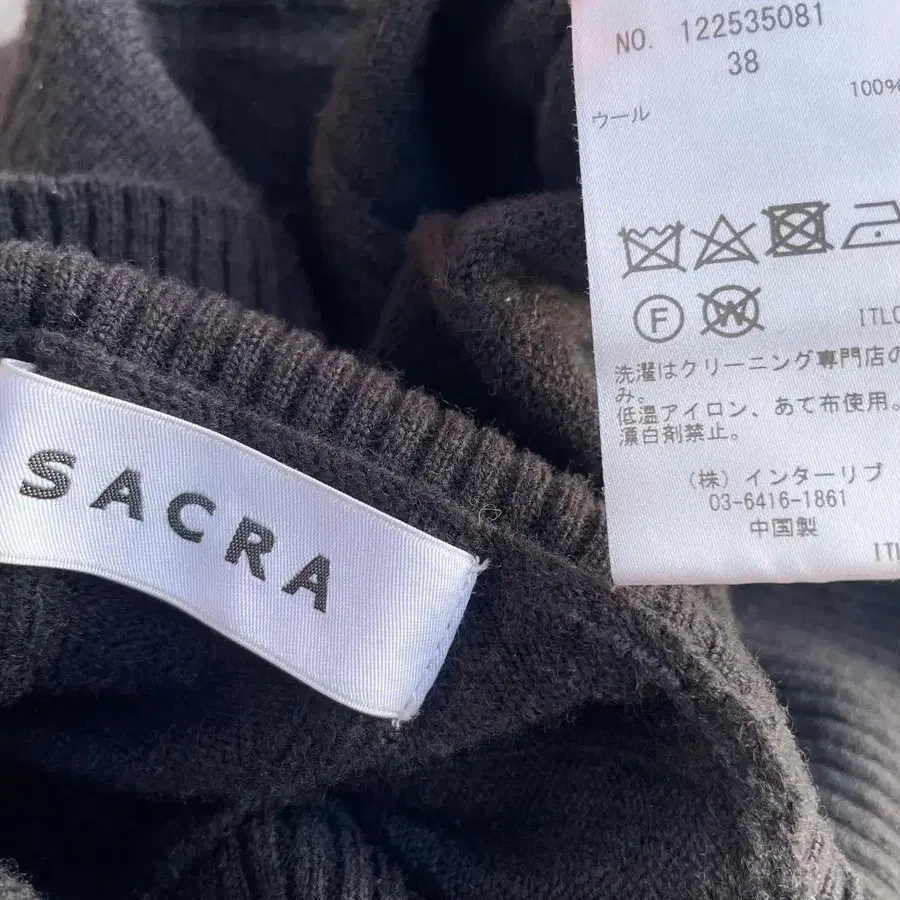 SACRA
NO. 122535081
38
ウール 100%
F
W
ITL
洗濯はクリーニング専門店の
み。
低温アイロン、あて布使用。
漂白剤禁止。
(株) インターリブ
03-6416-1861
中国製